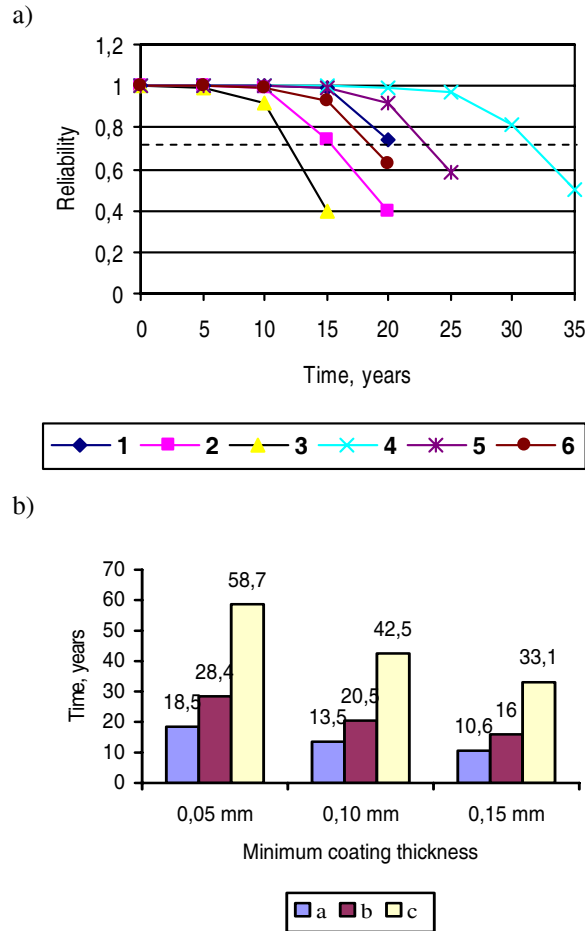 a)
1,2
1
0,8
0,6
0,4
0,2
0
Reliability
0 5 10 15 20 25 30 35
Time, years
1 2 3 4 5 6
b)
70
60
50
40
30
20
10
0
Time, years
18,5 28,4 58,7 13,5 20,5 42,5 10,6 16 33,1
0,05 mm 0,10 mm 0,15 mm
Minimum coating thickness
a b c